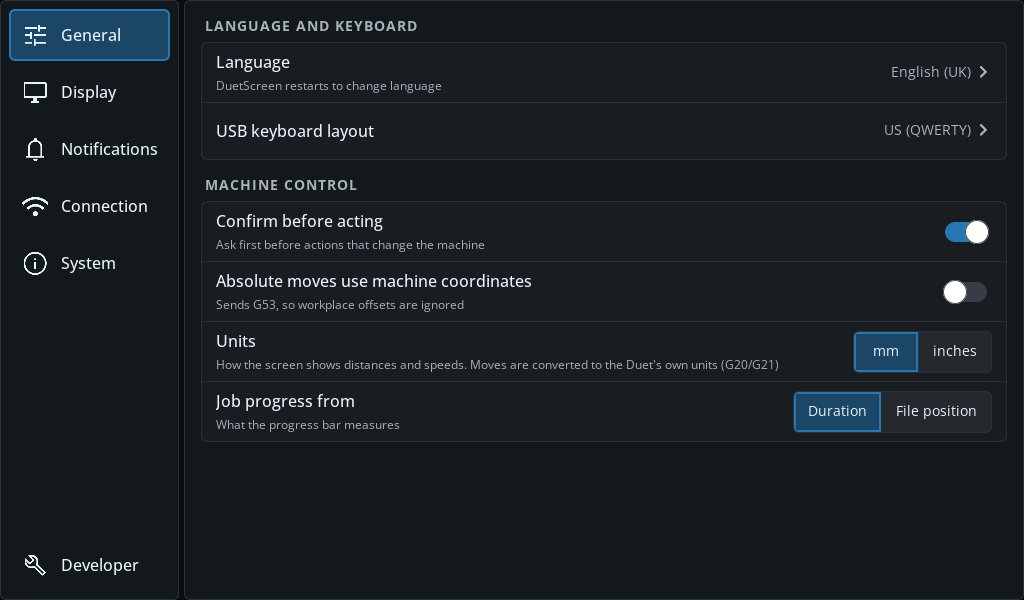 General
Display
Notifications
Connection
System
Developer
LANGUAGE AND KEYBOARD
Language
DuetScreen restarts to change language
English (UK)
USB keyboard layout
US (QWERTY)
MACHINE CONTROL
Confirm before acting
Ask first before actions that change the machine
Absolute moves use machine coordinates
Sends G53, so workplace offsets are ignored
Units
How the screen shows distances and speeds. Moves are converted to the Duet's own units (G20/G21)
mm
inches
Job progress from
What the progress bar measures
Duration
File position